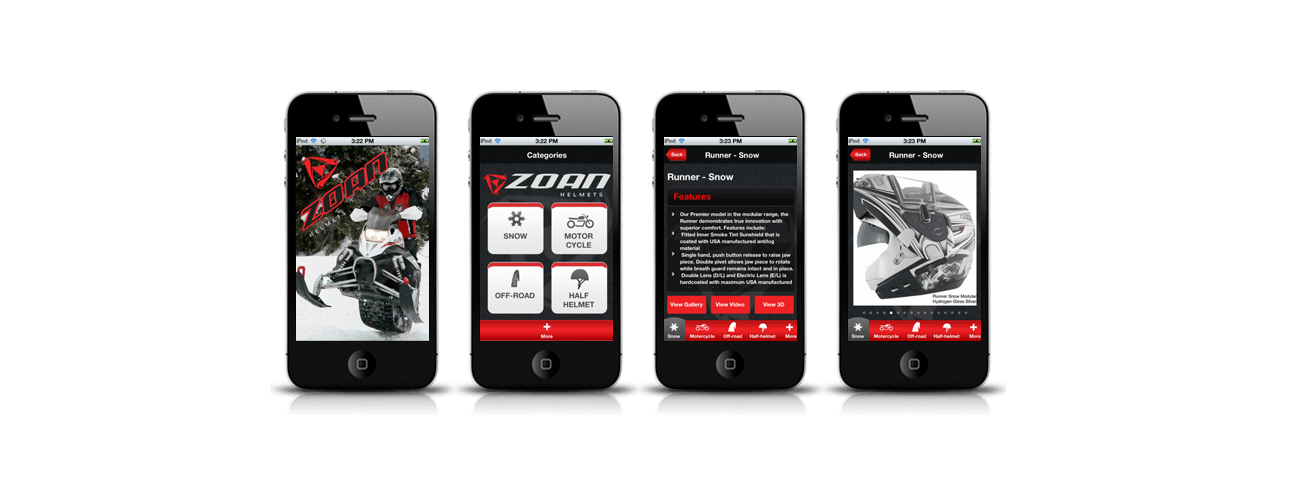 iPod 3:22 PM
ZOAN
HELMETS
iPod 3:22 PM
Categories
ZOAN
HELMETS
SNOW
MOTOR
CYCLE
OFF-ROAD
HALF
HELMET
+
More
iPod 3:23 PM
Back Runner - Snow
Runner - Snow
Features
Our Premier model in the modular range, the
Runner demonstrates true innovation with
superior comfort. Features include:
Fitted Inner Smoke Tint Sunshield that is
coated with USA manufactured antifog
material
Single hand, push button release to raise jaw
piece. Double pivet allows jaw piece to rotate
while breath guard remains intact and in place.
Double Lens (D/L) and Electric Lens (E/L) is
hardcoated with maximum USA manufactured
View Gallery View Video View 3D
Snow Motorcycle Off-road Half-helmet More
iPod 3:23 PM
Back Runner - Snow
Runner Snow Modular
Hydrogen Gloss Silver
Snow Motorcycle Off-road Half-helmet More